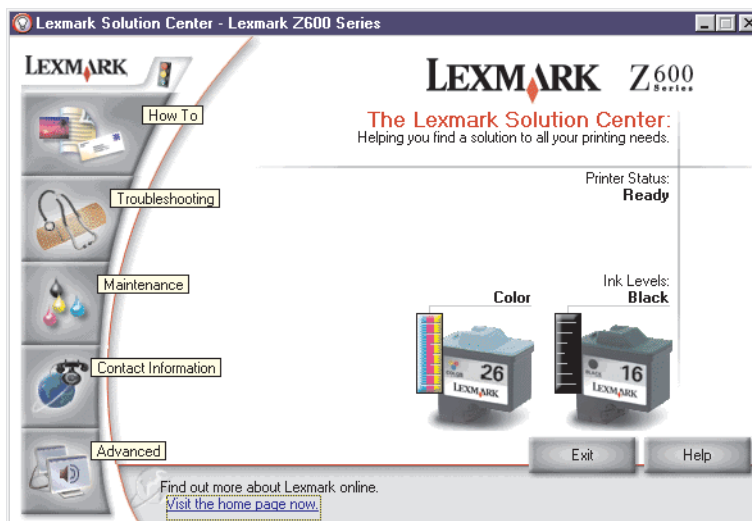 Lexmark Solution Center - Lexmark Z600 Series
LEXMARK
How To
Troubleshooting
Maintenance
Contact Information
Advanced
LEXMARK Z600 Series
The Lexmark Solution Center:
Helping you find a solution to all your printing needs.
Printer Status:
Ready
Ink Levels:
Color
Black
COLOR 26
LEXMARK
BLACK 16
LEXMARK
Exit
Help
Find out more about Lexmark online.
Visit the home page now.